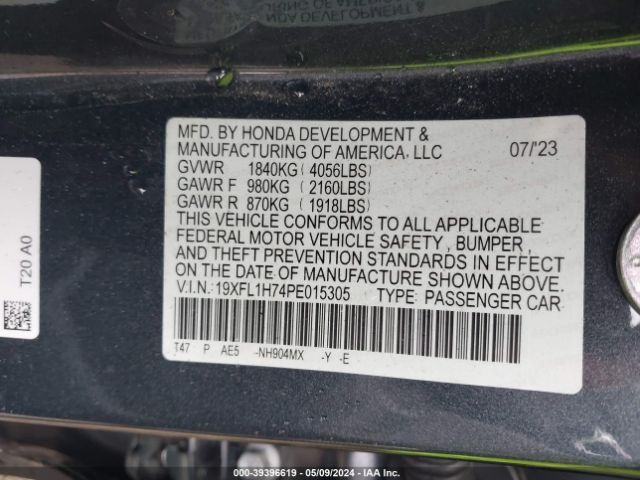 MFD. BY HONDA DEVELOPMENT &
MANUFACTURING OF AMERICA, LLC 07/'23
GVWR 1840KG ( 4056LBS)
GAWR F 980KG ( 2160LBS)
GAWR R 870KG ( 1918LBS)
THIS VEHICLE CONFORMS TO ALL APPLICABLE
FEDERAL MOTOR VEHICLE SAFETY , BUMPER ,
AND THEFT PREVENTION STANDARDS IN EFFECT
ON THE DATE OF MANUFACTURE SHOWN ABOVE.
V.I.N.:19XFL1H74PE015305 TYPE: PASSENGER CAR
T47 P AE5 -NH904MX -Y -E
T20 A0
000-39396619 - 05/09/2024 - IAA Inc.